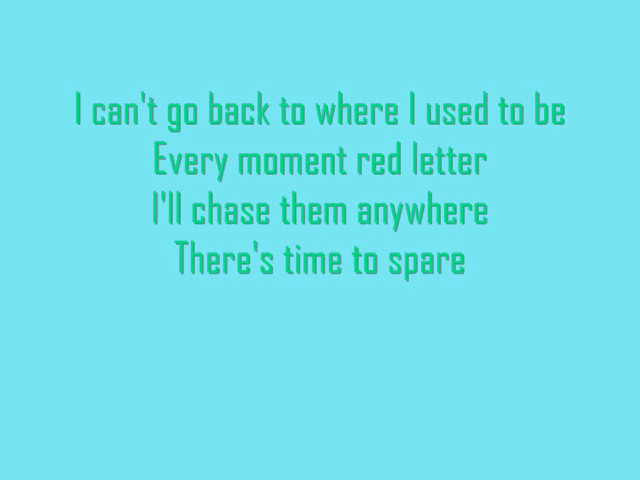 I can't go back to where I used to be
Every moment red letter
I'll chase them anywhere
There's time to spare